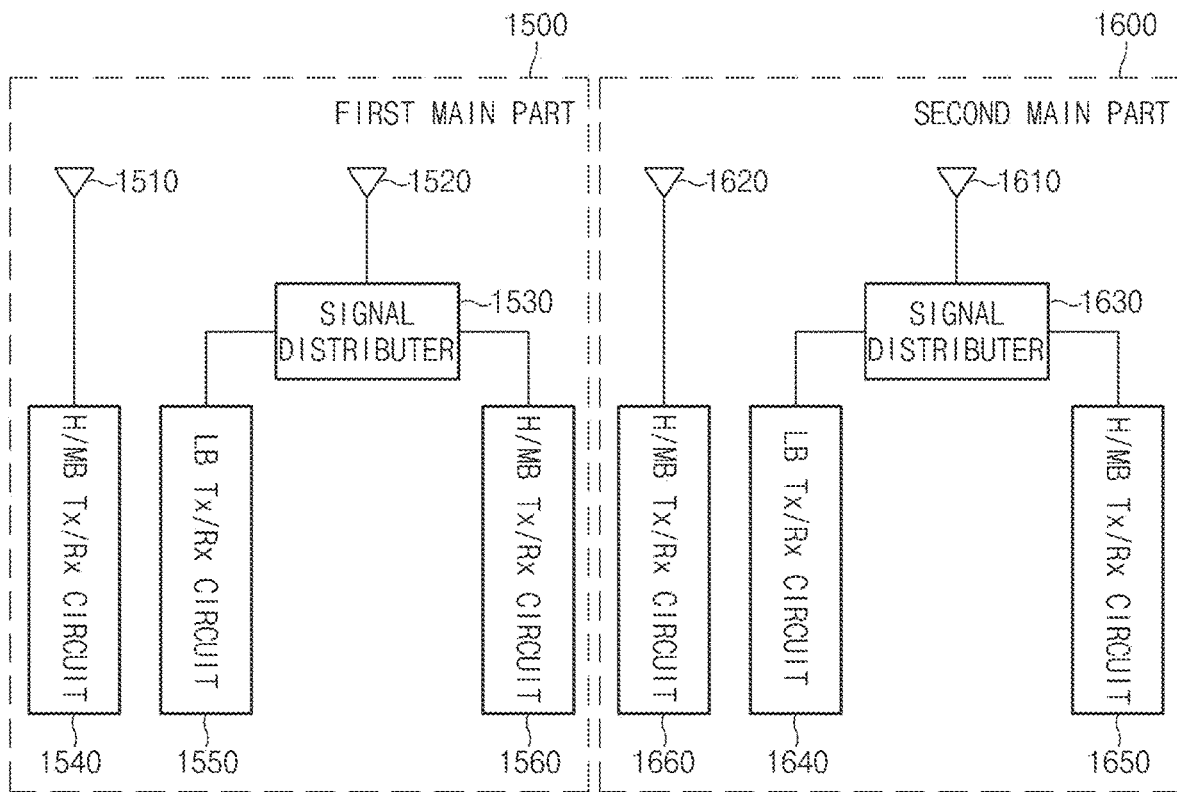 1500
1600
FIRST MAIN PART
SECOND MAIN PART
1510
1520
1620
1610
SIGNAL
DISTRIBUTER
1530
SIGNAL
DISTRIBUTER
1630
H/MB Tx/Rx CIRCUIT
LB Tx/Rx CIRCUIT
H/MB Tx/Rx CIRCUIT
H/MB Tx/Rx CIRCUIT
LB Tx/Rx CIRCUIT
H/MB Tx/Rx CIRCUIT
1540
1550
1560
1660
1640
1650